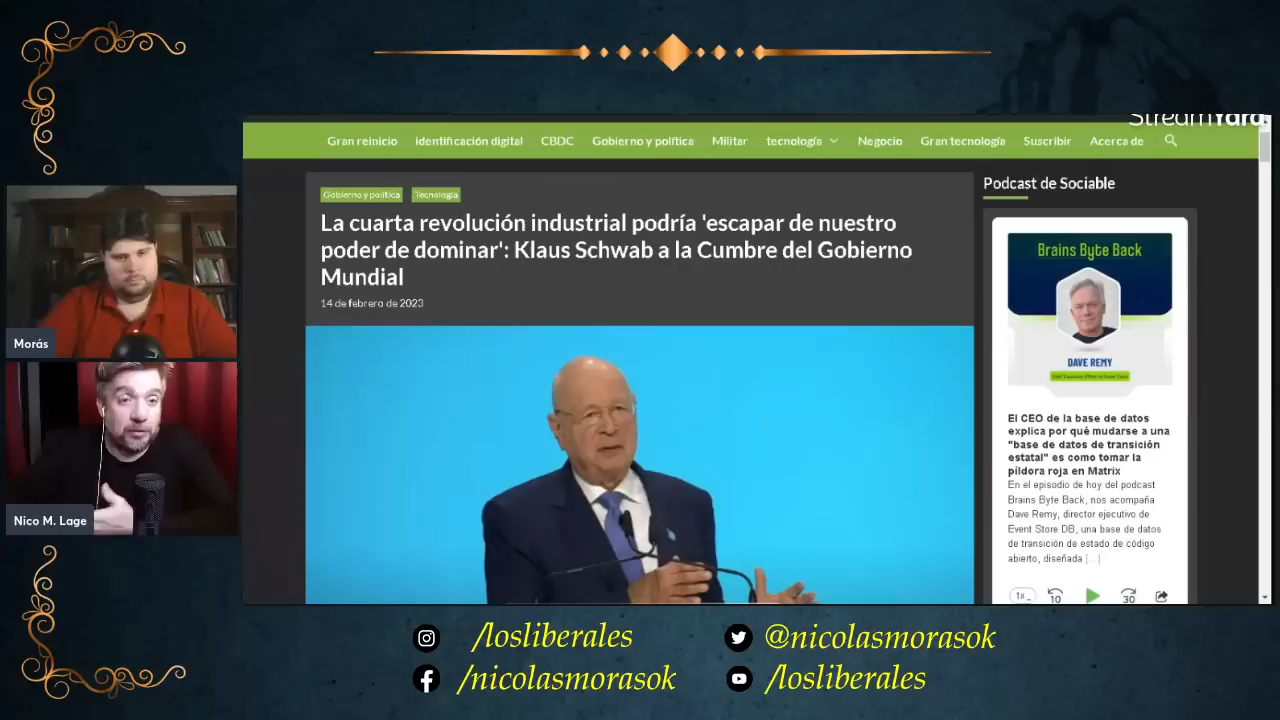 StreamYard
Gran reinicio identificación digital CBDC Gobierno y política Militar tecnología Negocio Gran tecnología Suscribir Acerca de
Gobierno y política Tecnología
La cuarta revolución industrial podría 'escapar de nuestro
poder de dominar': Klaus Schwab a la Cumbre del Gobierno
Mundial
14 de febrero de 2023
Podcast de Sociable
Brains Byte Back
DAVE REMY
El CEO de la base de datos
explica por qué mudarse a una
"base de datos de transición
estatal" es como tomar la
píldora roja en Matrix
En el episodio de hoy del podcast
Brains Byte Back, nos acompaña
Dave Remy, director ejecutivo de
Event Store DB, una base de datos
de transición de estado de código
abierto, diseñada [...]
1x
10
30
Morás
Nico M. Lage
/losliberales
@nicolasmorasok
/nicolasmorasok
/losliberales